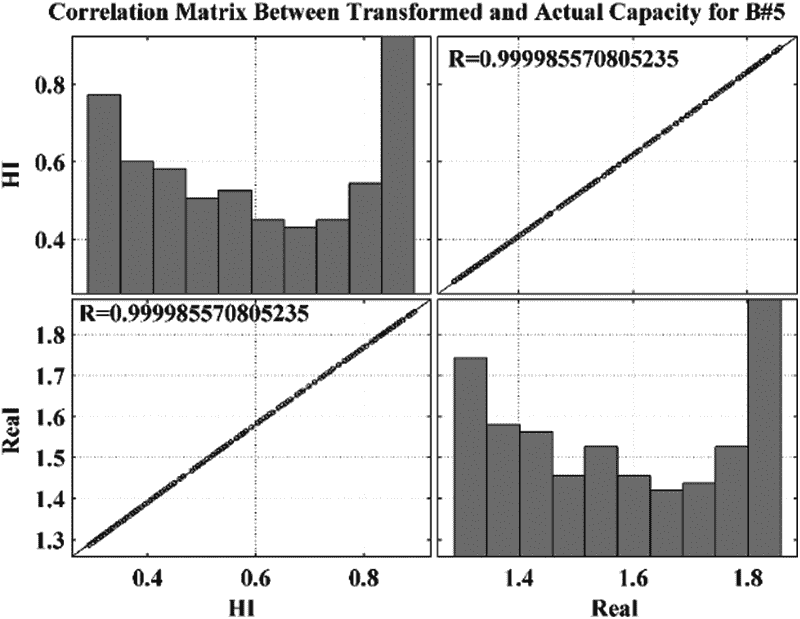 Correlation Matrix Between Transformed and Actual Capacity for B#5
HI
0.8
0.6
0.4
R=0.999985570805235
Real
1.8
1.7
1.6
1.5
1.4
1.3
R=0.999985570805235
0.4 0.6 0.8
HI
1.4 1.6 1.8
Real